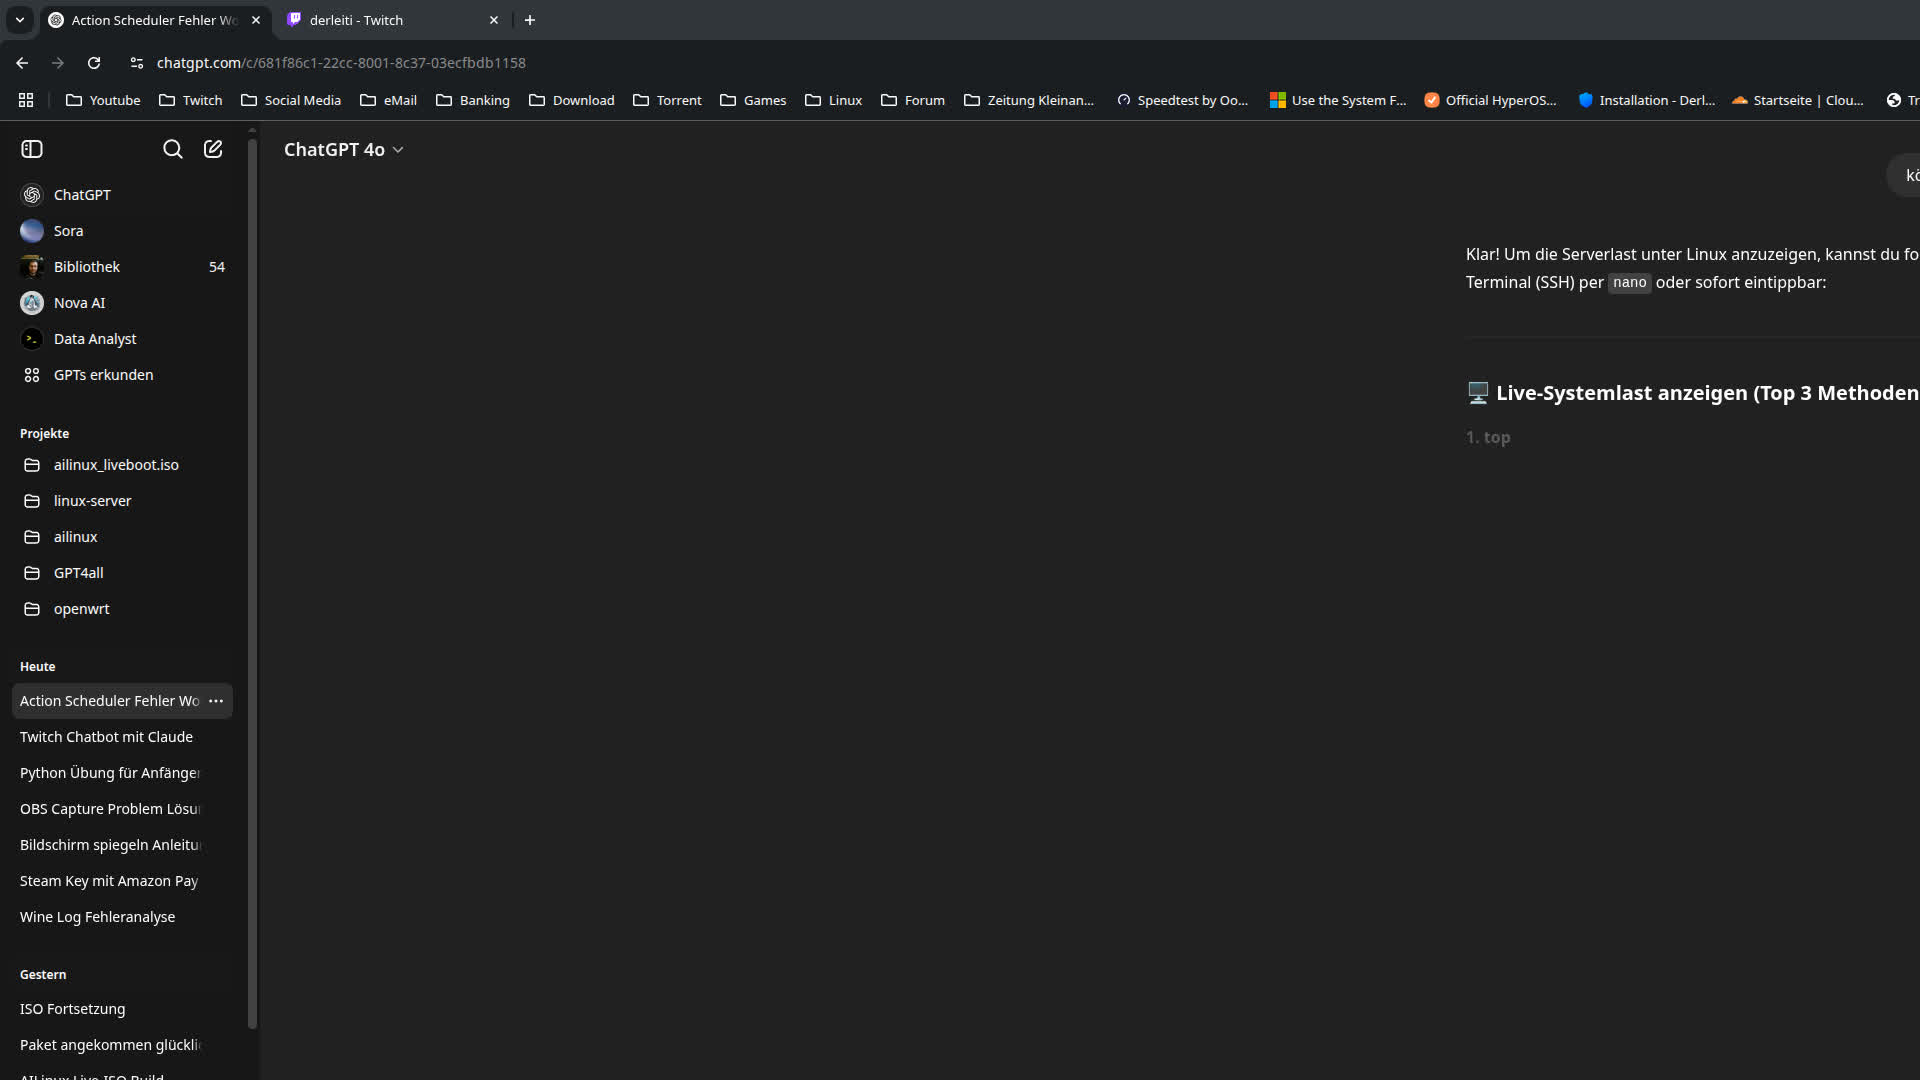 Action Scheduler Fehler Wo
derleiti - Twitch
chatgpt.com/c/681f86c1-22cc-8001-8c37-03ecfbdb1158
Youtube
Twitch
Social Media
eMail
Banking
Download
Torrent
Games
Linux
Forum
Zeitung Kleinan...
Speedtest by Oo...
Use the System F...
Official HyperOS...
Installation - Derl...
Startseite | Clou...
Tr
ChatGPT 4o
kö
ChatGPT
Sora
Bibliothek 54
Nova AI
Data Analyst
GPTs erkunden
Projekte
ailinux_liveboot.iso
linux-server
ailinux
GPT4all
openwrt
Heute
Action Scheduler Fehler Wo
Twitch Chatbot mit Claude
Python Übung für Anfänger
OBS Capture Problem Lösu
Bildschirm spiegeln Anleitu
Steam Key mit Amazon Pay
Wine Log Fehleranalyse
Gestern
ISO Fortsetzung
Paket angekommen glückli
AILinux Live-ISO Build
Klar! Um die Serverlast unter Linux anzuzeigen, kannst du fo
Terminal (SSH) per nano oder sofort eintippbar:
Live-Systemlast anzeigen (Top 3 Methoden
1. top